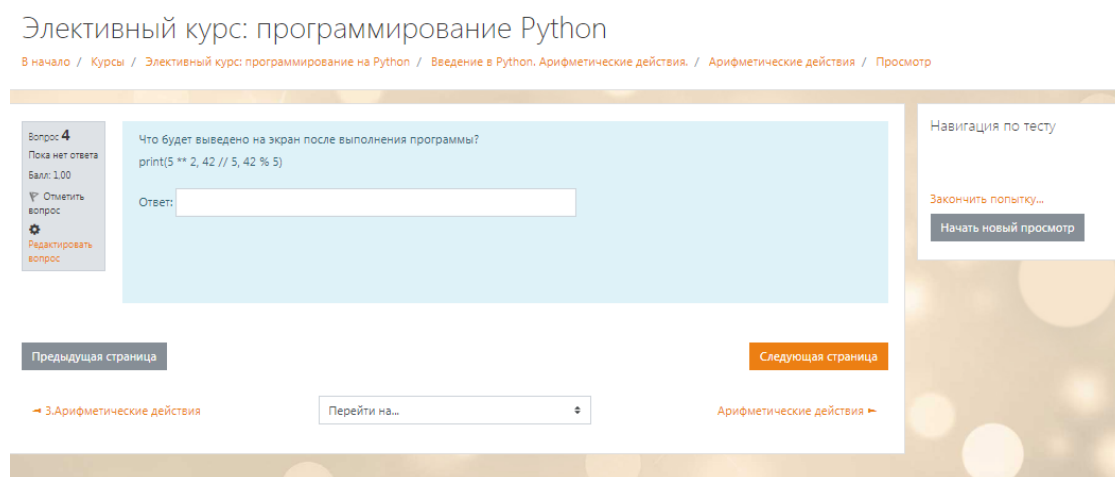 Элективный курс: программирование Python
В начало / Курсы / Элективный курс: программирование на Python / Введение в Python. Арифметические действия. / Арифметические действия / Просмотр
Вопрос 4
Пока нет ответа
Балл: 1,00
Отметить
вопрос
Редактировать
вопрос
Что будет выведено на экран после выполнения программы?
print(5 ** 2, 42 // 5, 42 % 5)
Ответ:
Навигация по тесту
Закончить попытку...
Начать новый просмотр
Предыдущая страница
Следующая страница
◄ 3.Арифметические действия
Перейти на...
Арифметические действия ►